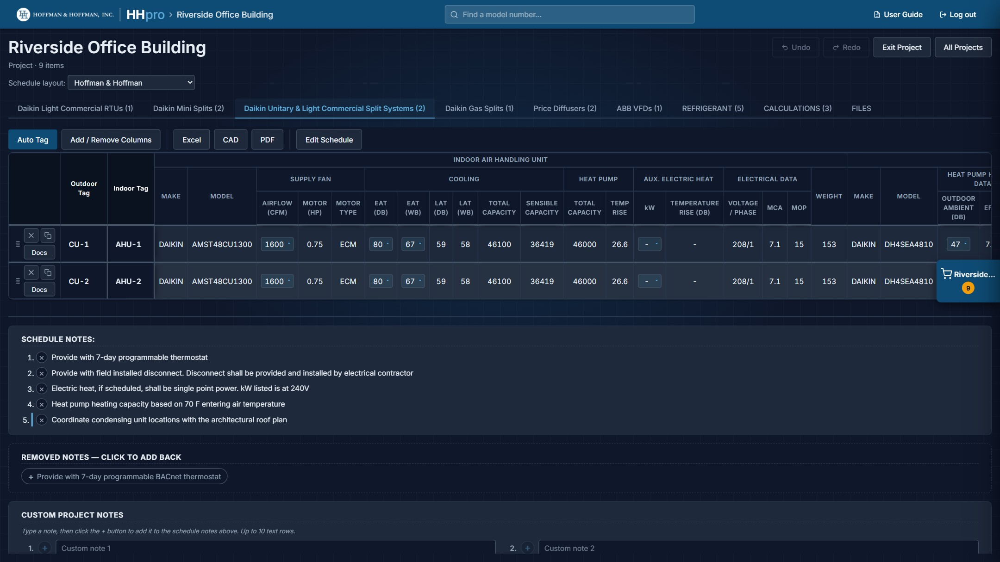 HOFFMAN & HOFFMAN, INC. HHpro › Riverside Office Building Find a model number... User Guide Log out
Riverside Office Building
Undo Redo Exit Project All Projects
Project · 9 items
Schedule layout: Hoffman & Hoffman
Daikin Light Commercial RTUs (1) Daikin Mini Splits (2) Daikin Unitary & Light Commercial Split Systems (2) Daikin Gas Splits (1) Price Diffusers (2) ABB VFDs (1) REFRIGERANT (5) CALCULATIONS (3) FILES
Auto Tag Add / Remove Columns Excel CAD PDF Edit Schedule
INDOOR AIR HANDLING UNIT
Outdoor Tag Indoor Tag MAKE MODEL SUPPLY FAN COOLING HEAT PUMP AUX. ELECTRIC HEAT ELECTRICAL DATA WEIGHT MAKE MODEL HEAT PUMP H
DATA
AIRFLOW (CFM) MOTOR (HP) MOTOR TYPE EAT (DB) EAT (WB) LAT (DB) LAT (WB) TOTAL CAPACITY SENSIBLE CAPACITY TOTAL CAPACITY TEMP RISE kW TEMPERATURE RISE (DB) VOLTAGE / PHASE MCA MOP OUTDOOR AMBIENT (DB) EF
CU-1 AHU-1 DAIKIN AMST48CU1300 1600 0.75 ECM 80 67 59 58 46100 36419 46000 26.6 - - 208/1 7.1 15 153 DAIKIN DH4SEA4810 47 7.
Docs
CU-2 AHU-2 DAIKIN AMST48CU1300 1600 0.75 ECM 80 67 59 58 46100 36419 46000 26.6 - - 208/1 7.1 15 153 DAIKIN DH4SEA4810
Docs
Riverside...
9
SCHEDULE NOTES:
1. Provide with 7-day programmable thermostat
2. Provide with field installed disconnect. Disconnect shall be provided and installed by electrical contractor
3. Electric heat, if scheduled, shall be single point power. kW listed is at 240V
4. Heat pump heating capacity based on 70 F entering air temperature
5. Coordinate condensing unit locations with the architectural roof plan
REMOVED NOTES — CLICK TO ADD BACK
+ Provide with 7-day programmable BACnet thermostat
CUSTOM PROJECT NOTES
Type a note, then click the + button to add it to the schedule notes above. Up to 10 text rows.
1. + Custom note 1 2. + Custom note 2